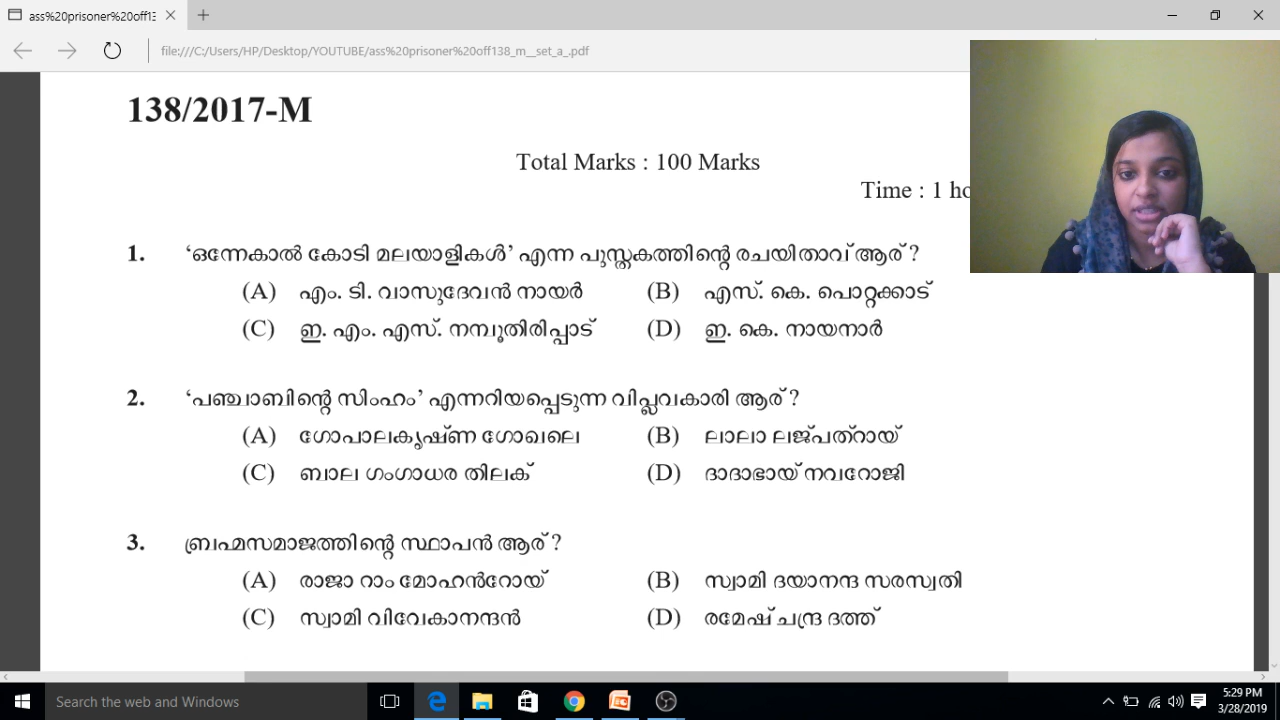 ass%20prisoner%20off13
file:///C:/Users/HP/Desktop/YOUTUBE/ass%20prisoner%20off138_m__set_a_.pdf
138/2017-M
Total Marks : 100 Marks
Time : 1 ho
1. ‘ഒന്നേകാൽ കോടി മലയാളികൾ’ എന്ന പുസ്തകത്തിന്റെ രചയിതാവ് ആര് ?
(A) എം. ടി. വാസുദേവൻ നായർ (B) എസ്. കെ. പൊറ്റക്കാട്
(C) ഇ. എം. എസ്. നമ്പൂതിരിപ്പാട് (D) ഇ. കെ. നായനാർ
2. ‘പഞ്ചാബിന്റെ സിംഹം’ എന്നറിയപ്പെടുന്ന വിപ്ലവകാരി ആര് ?
(A) ഗോപാലകൃഷ്ണ ഗോഖലെ (B) ലാലാ ലജ്പത്റായ്
(C) ബാല ഗംഗാധര തിലക് (D) ദാദാഭായ് നവറോജി
3. ബ്രഹ്മസമാജത്തിന്റെ സ്ഥാപൻ ആര് ?
(A) രാജാ റാം മോഹൻറോയ് (B) സ്വാമി ദയാനന്ദ സരസ്വതി
(C) സ്വാമി വിവേകാനന്ദൻ (D) രമേഷ് ചന്ദ്ര ദത്ത്
Search the web and Windows
5:29 PM
3/28/2019